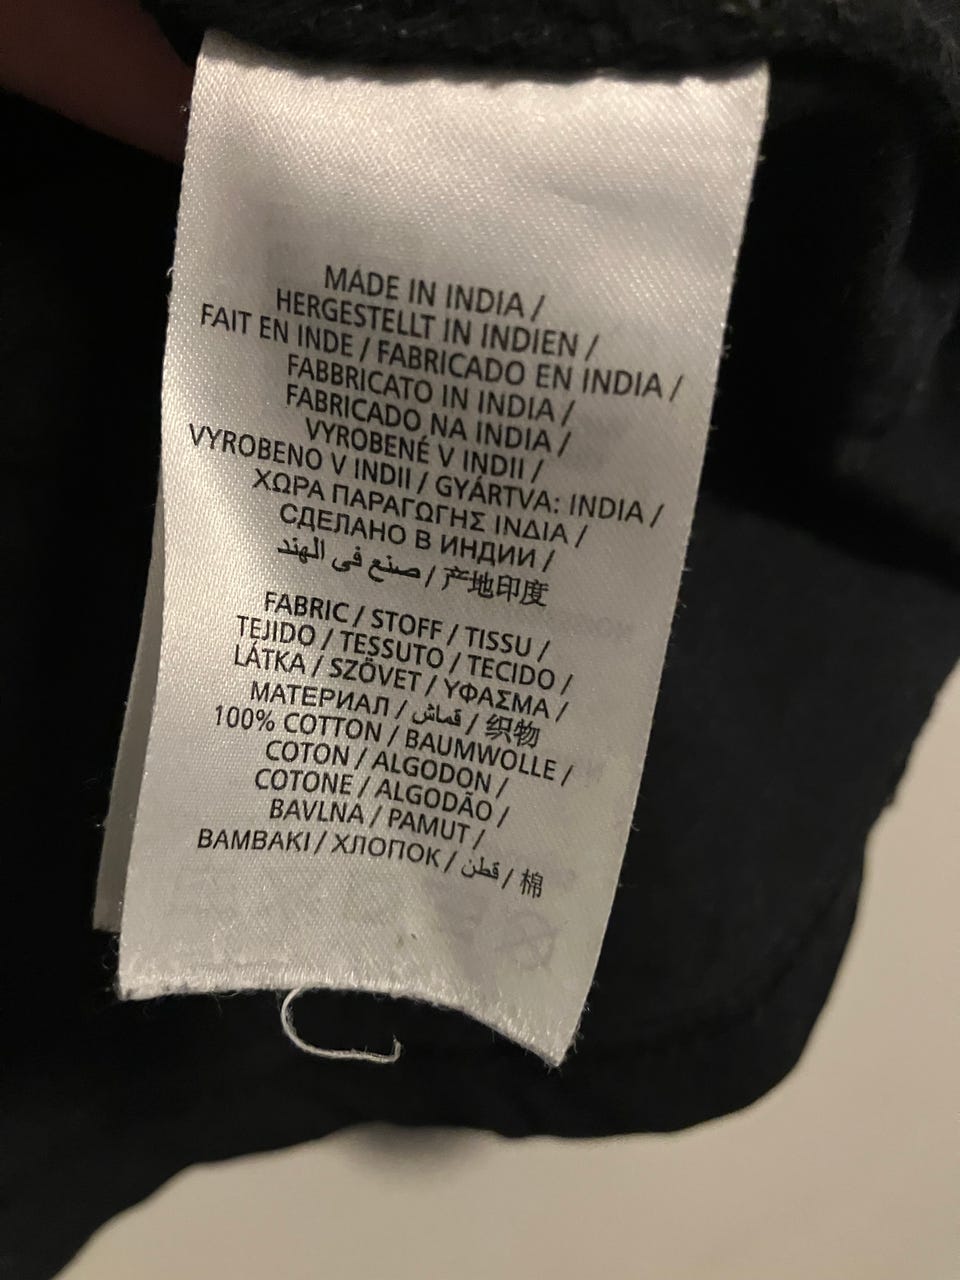 MADE IN INDIA /
HERGESTELLT IN INDIEN /
FAIT EN INDE / FABRICADO EN INDIA /
FABBRICATO IN INDIA /
FABRICADO NA INDIA /
VYROBENÉ V INDII /
VYROBENO V INDII / GYÁRTVA: INDIA /
ΧΩΡΑ ΠΑΡΑΓΩΓΗΣ ΙΝΔΙΑ /
СДЕЛАНО В ИНДИИ /
صنع في الهند / 产地印度
FABRIC / STOFF / TISSU /
TEJIDO / TESSUTO / TECIDO /
LÁTKA / SZÖVET / ΥΦΑΣΜΑ /
МАТЕРИАЛ / قماش / 织物
100% COTTON / BAUMWOLLE /
COTON / ALGODON /
COTONE / ALGODÃO /
BAVLNA / PAMUT /
ΒΑΜΒΑΚΙ / ХЛОПОК / قطن / 棉